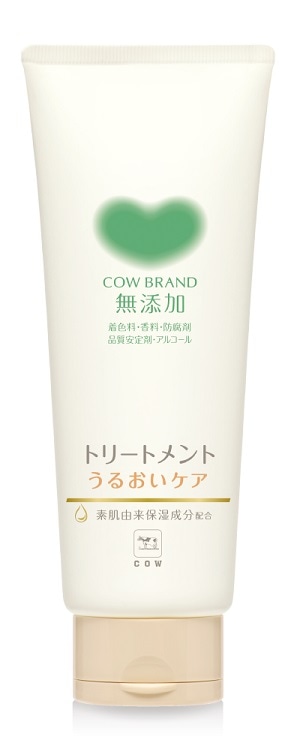 COW BRAND
無添加
着色料・香料・防腐剤
品質安定剤・アルコール
トリートメント
うるおいケア
素肌由来保湿成分配合
COW